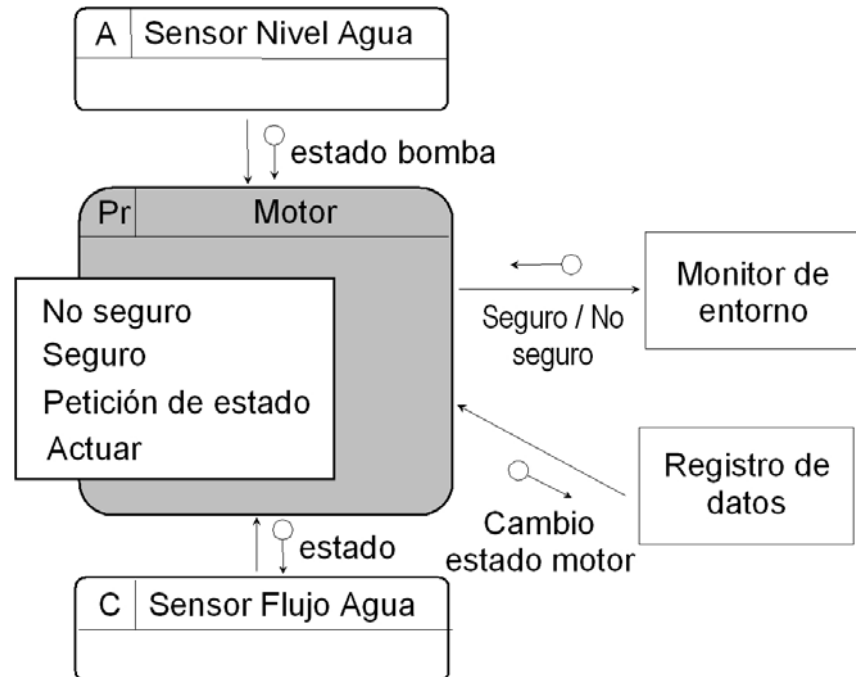 A Sensor Nivel Agua
estado bomba
Pr Motor
No seguro
Seguro
Petición de estado
Actuar
Seguro / No
seguro
Monitor de
entorno
Registro de
datos
Cambio
estado motor
estado
C Sensor Flujo Agua